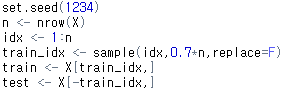 set.seed(1234)
n <- nrow(X)
idx <- 1:n
train_idx <- sample(idx,0.7*n,replace=F)
train <- X[train_idx,]
test <- X[-train_idx,]